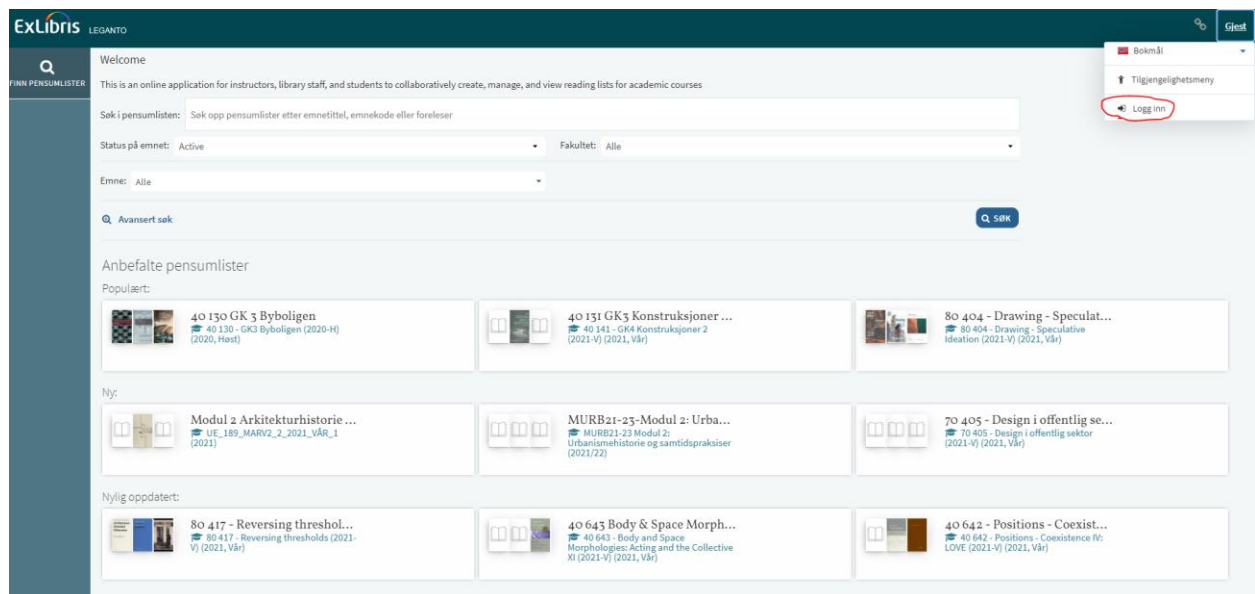 ExLibris LEGANTO
Gjest
Bokmål
Tilgjengelighetsmeny
Logg inn
FINN PENSUMLISTER
Welcome
This is an online application for instructors, library staff, and students to collaboratively create, manage, and view reading lists for academic courses
Søk i pensumlisten: Søk opp pensumlister etter emnetittel, emnekode eller foreleser
Status på emnet: Active Fakultet: Alle
Emne: Alle
Avansert søk SØK
Anbefalte pensumlister
Populært:
40 130 GK 3 Byboligen
40 130 - GK3 Byboligen (2020-H)
(2020, Høst)
40 131 GK3 Konstruksjoner ...
40 141 - GK4 Konstruksjoner 2
(2021-V) (2021, Vår)
80 404 - Drawing - Speculat...
80 404 - Drawing - Speculative
Ideation (2021-V) (2021, Vår)
Ny:
Modul 2 Arkitekturhistorie ...
UE_189_MARV2_2_2021_VÅR_1
(2021)
MURB21-23-Modul 2: Urba...
MURB21-23 Modul 2:
Urbanismehistorie og samtidspraksiser
(2021/22)
70 405 - Design i offentlig se...
70 405 - Design i offentlig sektor
(2021-V) (2021, Vår)
Nylig oppdatert:
80 417 - Reversing threshol...
80 417 - Reversing thresholds (2021-
V) (2021, Vår)
40 643 Body & Space Morph...
40 643 - Body and Space
Morphologies: Acting and the Collective
XI (2021-V) (2021, Vår)
40 642 - Positions - Coexist...
40 642 - Positions - Coexistence IV:
LOVE (2021-V) (2021, Vår)